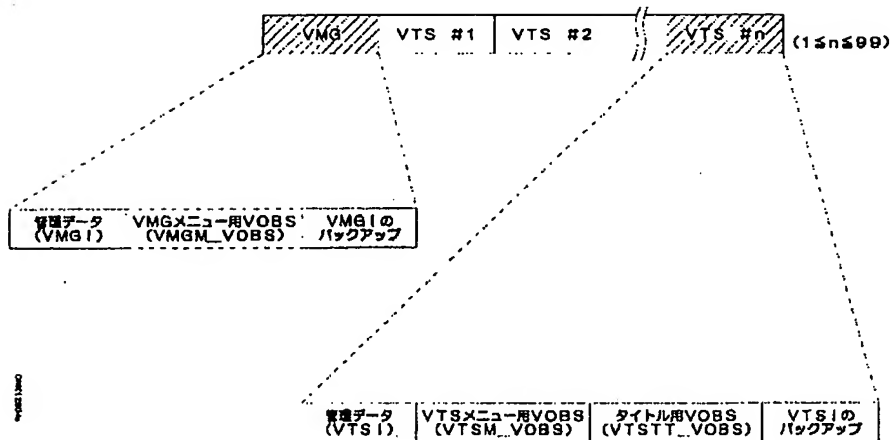 VMG VTS #1 VTS #2 VTS #n (1≦n≦99)
管理データ VMGメニュー用VOBS VMGIの
(VMGI) (VMGM_VOBS) バックアップ
管理データ VTSメニュー用VOBS タイトル用VOBS VTSIの
(VTSI) (VTSM_VOBS) (VTSTT_VOBS) バックアップ